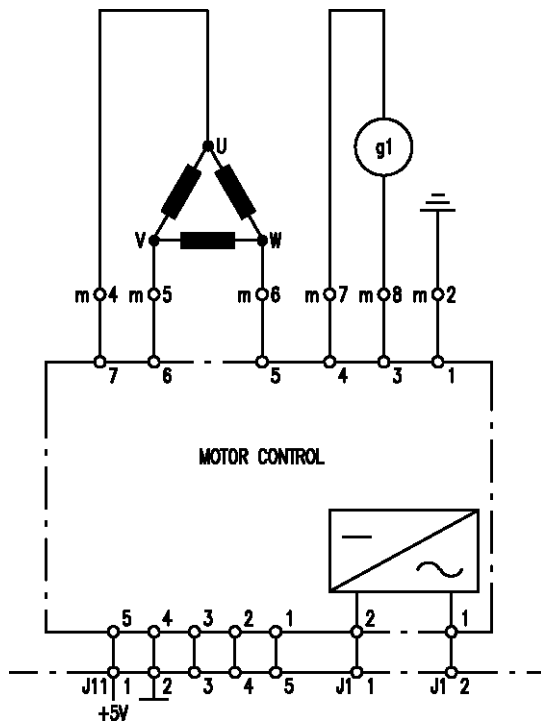 U
g1
V W
m 4 m 5 m 6 m 7 m 8 m 2
7 6 5 4 3 1
MOTOR CONTROL
5 4 3 2 1 2 1
J11 1 2 3 4 5 J1 1 J1 2
+5V